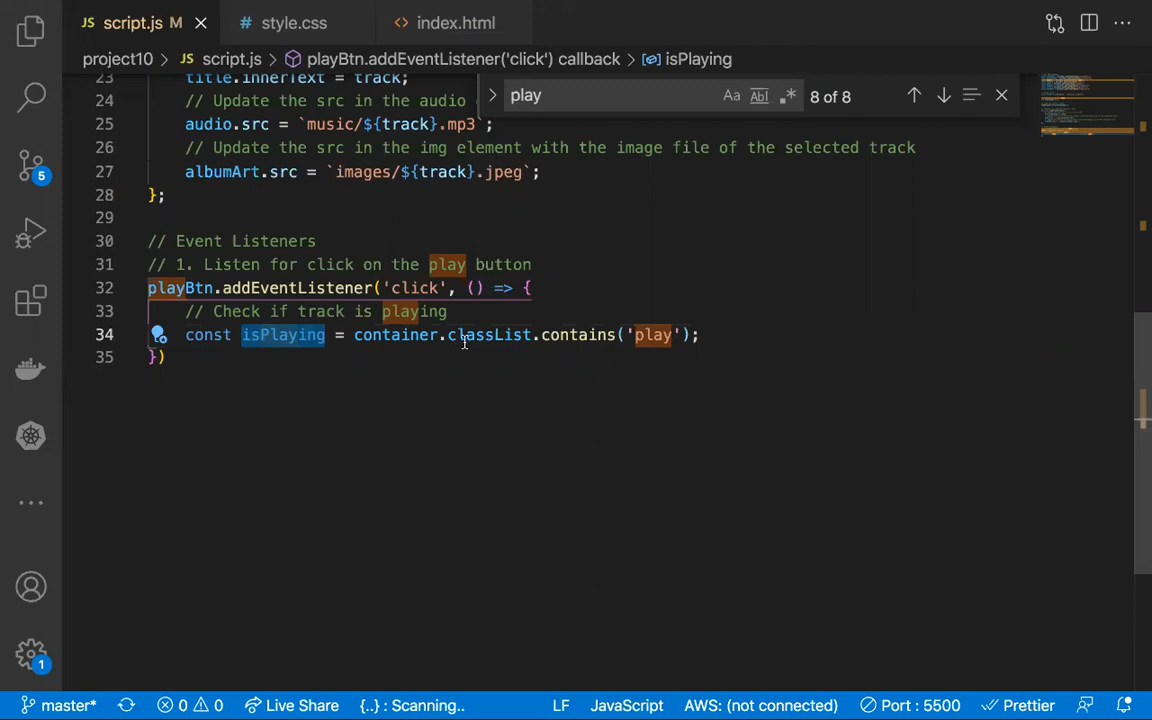 JS script.js M
# style.css
<> index.html
project10 > JS script.js > playBtn.addEventListener('click') callback > isPlaying
play
Aa Ab .* 8 of 8
23 title.innerText = track;
24 // Update the src in the audio
25 audio.src = `music/${track}.mp3`;
26 // Update the src in the img element with the image file of the selected track
27 albumArt.src = `images/${track}.jpeg`;
28 };
29
30 // Event Listeners
31 // 1. Listen for click on the play button
32 playBtn.addEventListener('click', () => {
33 // Check if track is playing
34 const isPlaying = container.classList.contains('play');
35 })
5
1
master* 0 0 Live Share {..} : Scanning.. LF JavaScript AWS: (not connected) Port : 5500 Prettier